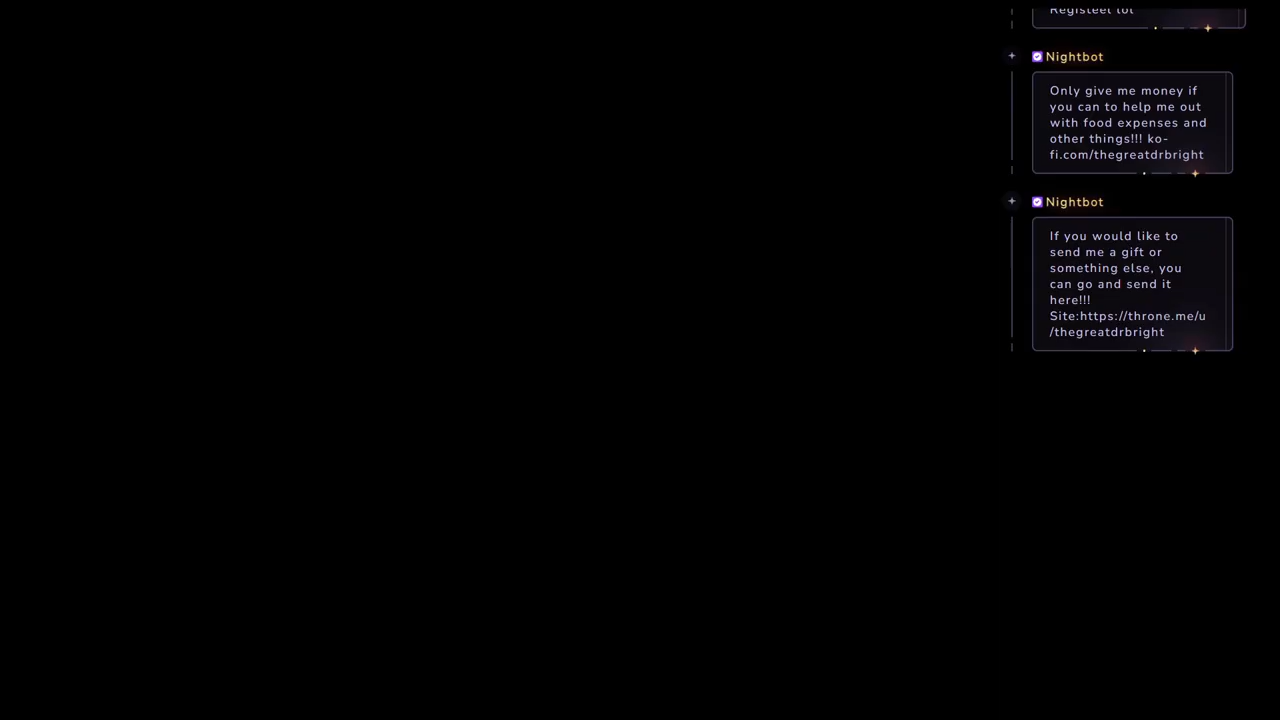 Registeel lol
Nightbot
Only give me money if
you can to help me out
with food expenses and
other things!!! ko-
fi.com/thegreatdrbright
Nightbot
If you would like to
send me a gift or
something else, you
can go and send it
here!!!
Site:https://throne.me/u
/thegreatdrbright